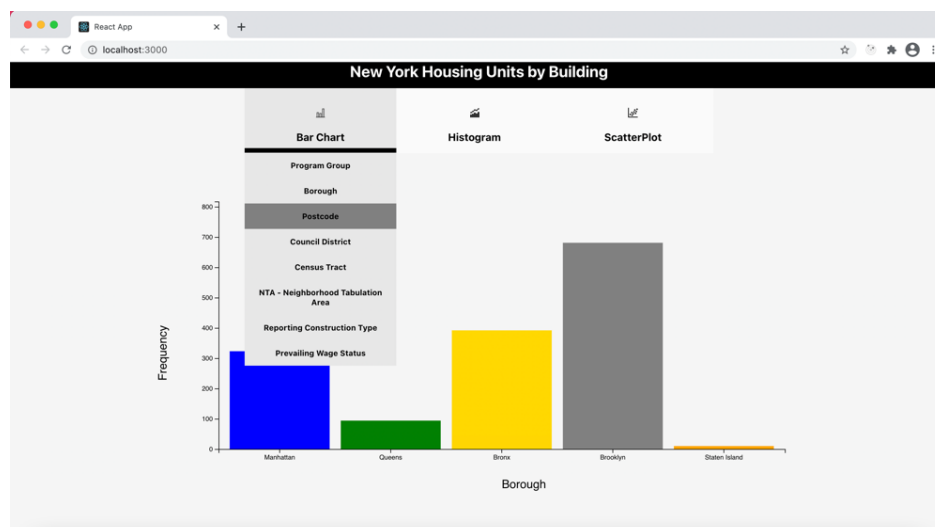 React App
localhost:3000
New York Housing Units by Building
Bar Chart
Histogram
ScatterPlot
Program Group
Borough
Postcode
Council District
Census Tract
NTA - Neighborhood Tabulation
Area
Reporting Construction Type
Prevailing Wage Status
Frequency
800
700
600
500
400
300
200
100
0
Manhattan
Queens
Bronx
Brooklyn
Staten Island
Borough